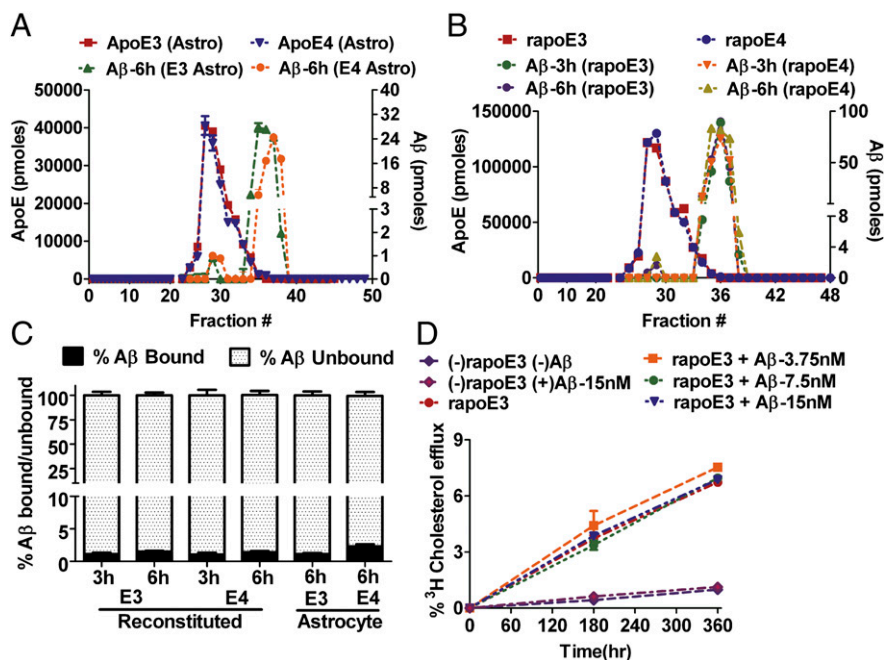 A
ApoE3 (Astro)
ApoE4 (Astro)
Aβ-6h (E3 Astro)
Aβ-6h (E4 Astro)
ApoE (pmoles)
50000
40000
30000
20000
10000
0
Aβ (pmoles)
40
32
24
16
8
3
2
1
0
0
10
20
30
40
50
Fraction #
B
rapoE3
rapoE4
Aβ-3h (rapoE3)
Aβ-3h (rapoE4)
Aβ-6h (rapoE3)
Aβ-6h (rapoE4)
ApoE (pmoles)
150000
100000
50000
0
Aβ (pmoles)
100
50
8
4
0
0
10
20
30
36
42
48
Fraction #
C
% Aβ Bound
% Aβ Unbound
% Aβ bound/unbound
100
75
50
25
10
5
0
3h 6h 3h 6h 6h 6h
E3 E4 E3 E4
Reconstituted Astrocyte
D
(-)rapoE3 (-)Aβ
(-)rapoE3 (+)Aβ-15nM
rapoE3
rapoE3 + Aβ-3.75nM
rapoE3 + Aβ-7.5nM
rapoE3 + Aβ-15nM
% ³H Cholesterol efflux
9
6
3
0
0 60 120 180 240 300 360
Time(hr)